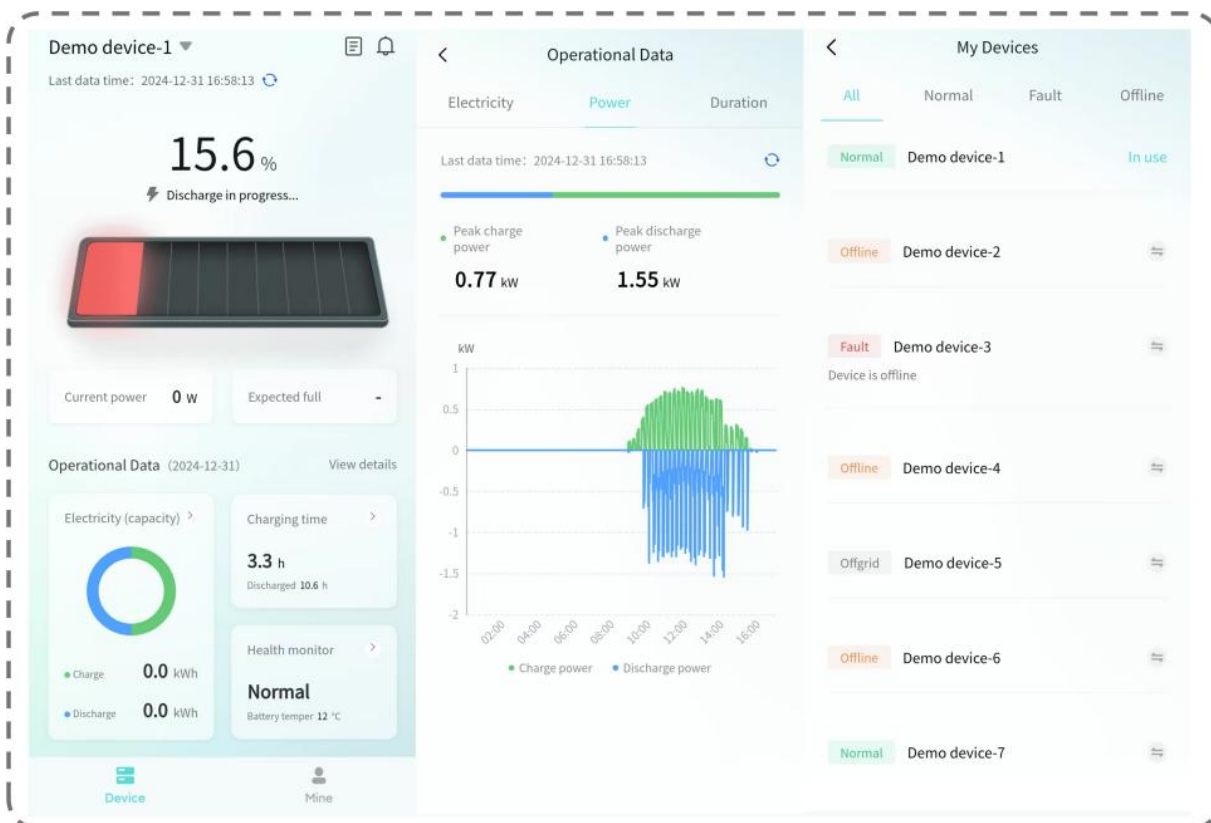 Demo device-1
Last data time: 2024-12-31 16:58:13
15.6 %
Discharge in progress...
Current power 0 w
Expected full -
Operational Data (2024-12-31) View details
Electricity (capacity) >
Charge 0.0 kWh
Discharge 0.0 kWh
Charging time >
3.3 h
Discharged 10.6 h
Health monitor >
Normal
Battery temper 12 °C
Device
Mine
Operational Data
Electricity Power Duration
Last data time: 2024-12-31 16:58:13
Peak charge
power
0.77 kW
Peak discharge
power
1.55 kW
kW
1
0.5
0
-0.5
-1
-1.5
-2
02:00 04:00 06:00 08:00 10:00 12:00 14:00 16:00
Charge power Discharge power
My Devices
All Normal Fault Offline
Normal Demo device-1 In use
Offline Demo device-2
Fault Demo device-3
Device is offline
Offline Demo device-4
Offgrid Demo device-5
Offline Demo device-6
Normal Demo device-7